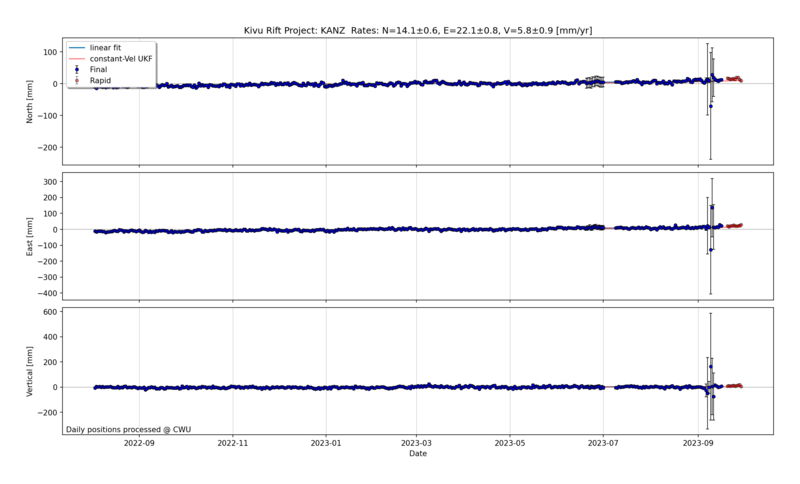 Kivu Rift Project: KANZ  Rates: N=14.1±0.6, E=22.1±0.8, V=5.8±0.9 [mm/yr]
linear fit
constant-Vel UKF
Final
Rapid
North [mm]
100
0
−100
−200
East [mm]
300
200
100
0
−100
−200
−300
−400
Vertical [mm]
600
400
200
0
−200
Daily positions processed @ CWU
2022-09 2022-11 2023-01 2023-03 2023-05 2023-07 2023-09
Date